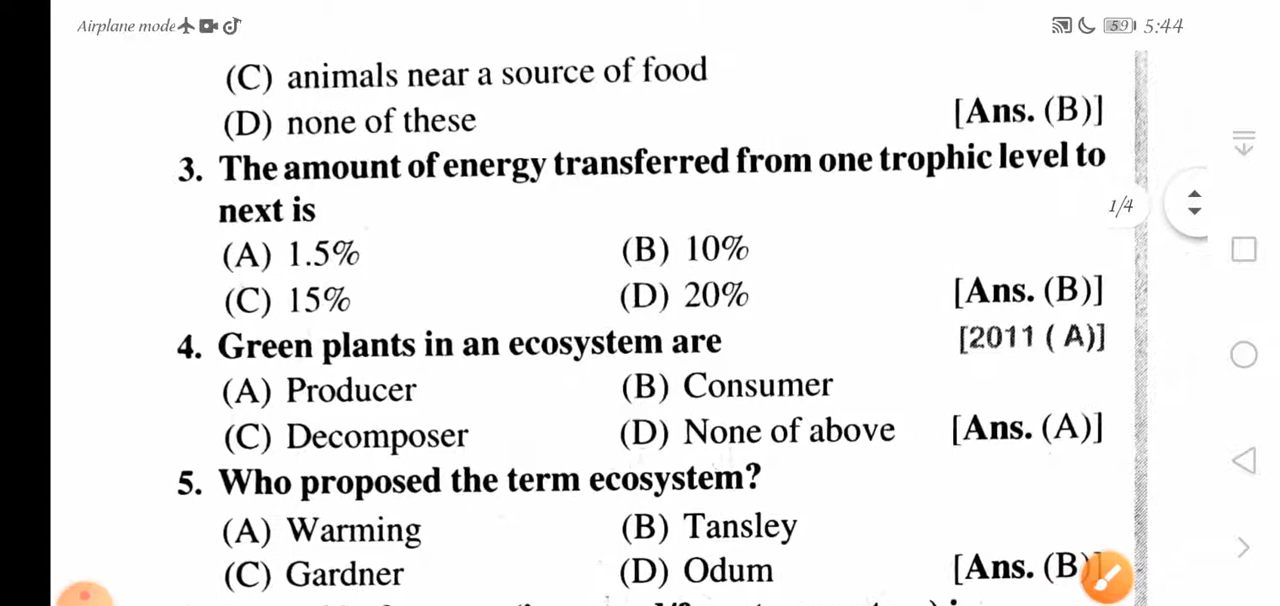 Airplane mode 59 5:44
(C) animals near a source of food
(D) none of these [Ans. (B)]
3. The amount of energy transferred from one trophic level to
next is
1/4
(A) 1.5% (B) 10%
(C) 15% (D) 20% [Ans. (B)]
4. Green plants in an ecosystem are [2011 ( A)]
(A) Producer (B) Consumer
(C) Decomposer (D) None of above [Ans. (A)]
5. Who proposed the term ecosystem?
(A) Warming (B) Tansley
(C) Gardner (D) Odum [Ans. (B)]